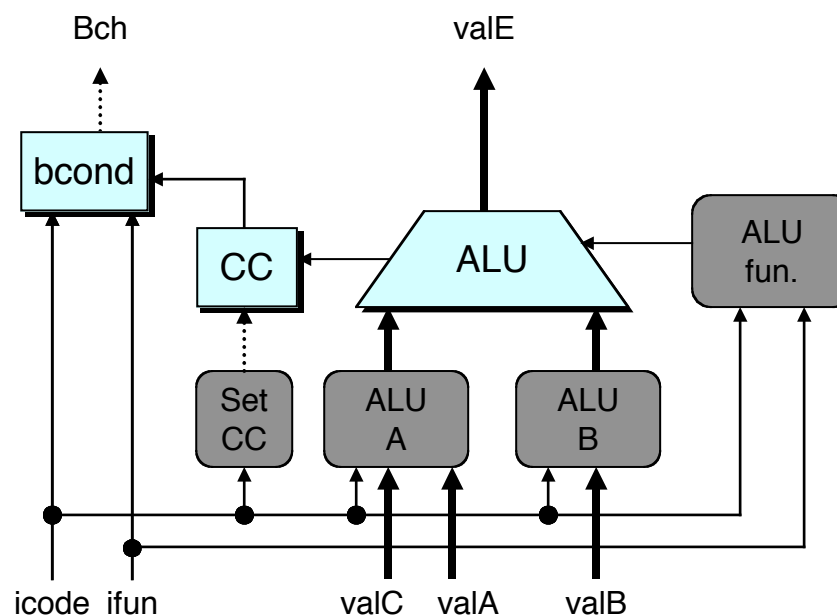 Bch
valE
bcond
ALU
fun.
CC
ALU
Set
CC
ALU
A
ALU
B
icode
ifun
valC
valA
valB